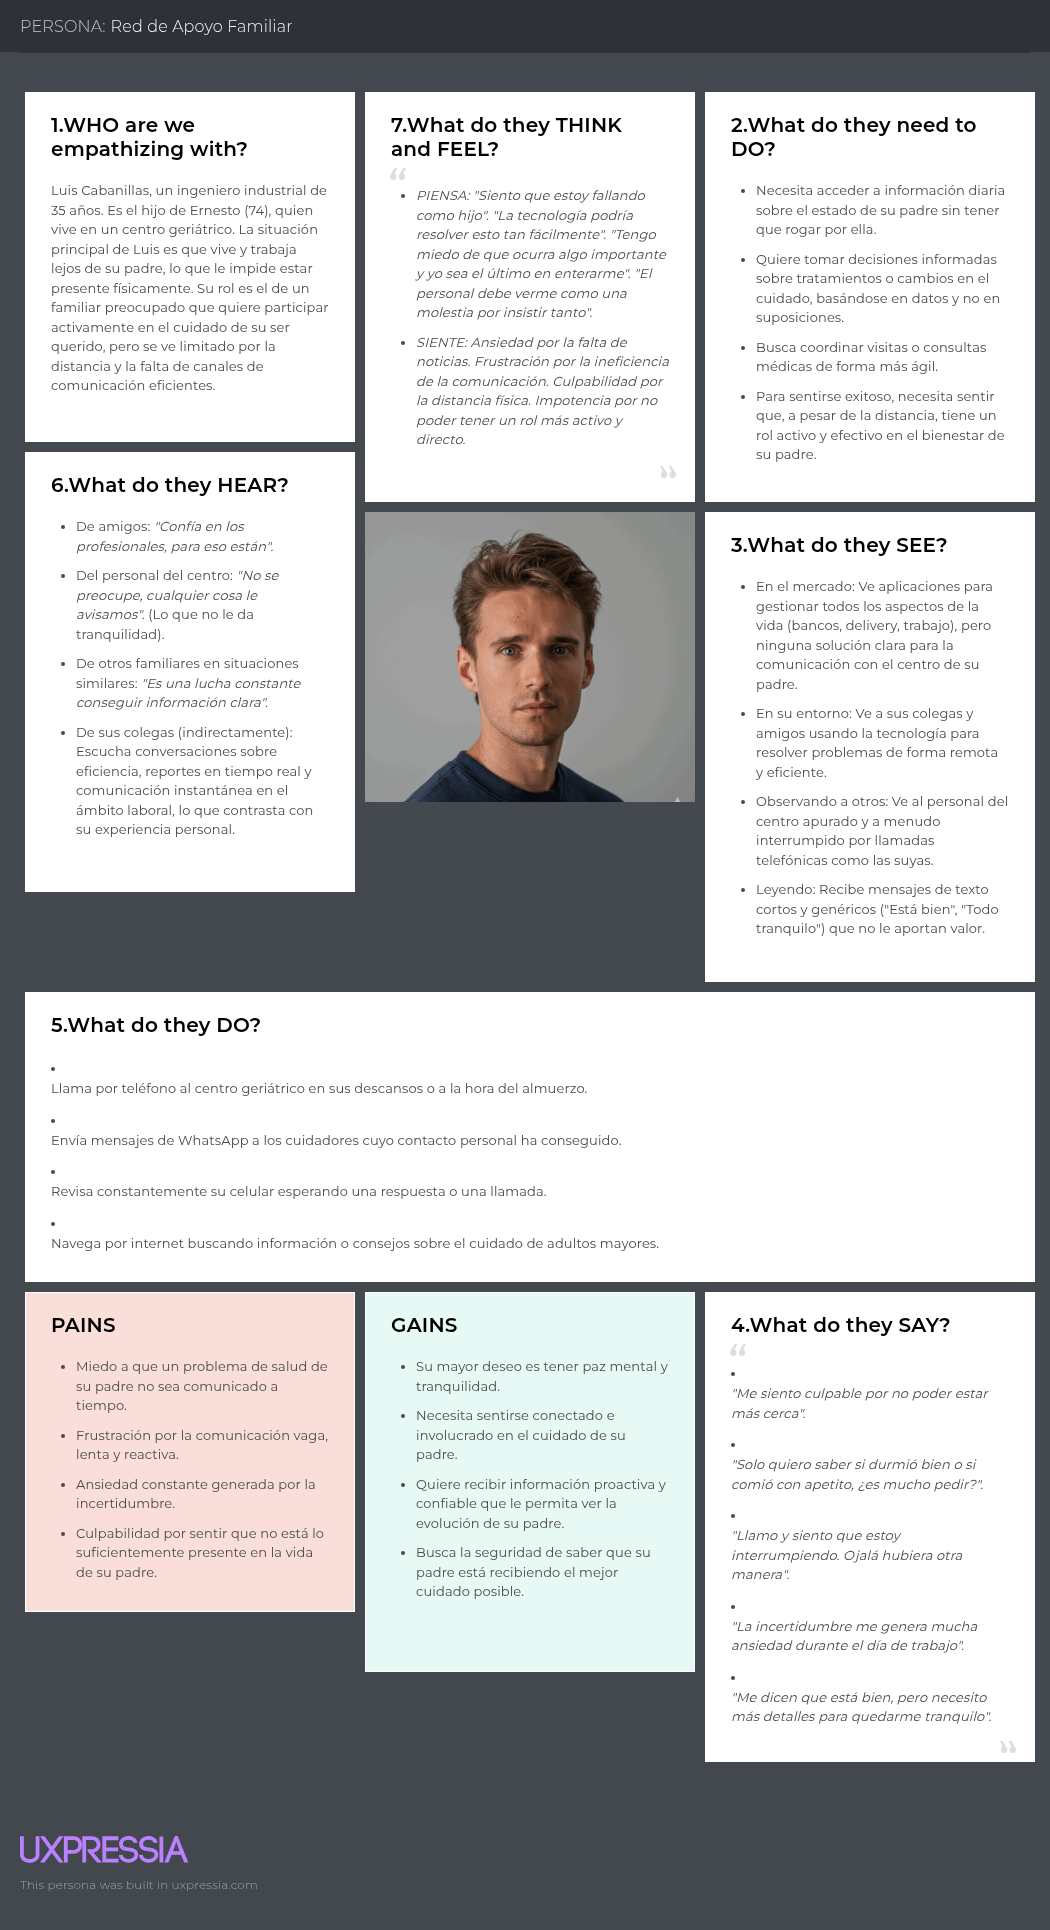 PERSONA: Red de Apoyo Familiar
1.WHO are we
empathizing with?
Luis Cabanillas, un ingeniero industrial de
35 años. Es el hijo de Ernesto (74), quien
vive en un centro geriátrico. La situación
principal de Luis es que vive y trabaja
lejos de su padre, lo que le impide estar
presente físicamente. Su rol es el de un
familiar preocupado que quiere participar
activamente en el cuidado de su ser
querido, pero se ve limitado por la
distancia y la falta de canales de
comunicación eficientes.
7.What do they THINK
and FEEL?
“
• PIENSA: "Siento que estoy fallando
como hijo". "La tecnología podría
resolver esto tan fácilmente". "Tengo
miedo de que ocurra algo importante
y yo sea el último en enterarme". "El
personal debe verme como una
molestia por insistir tanto".
• SIENTE: Ansiedad por la falta de
noticias. Frustración por la ineficiencia
de la comunicación. Culpabilidad por
la distancia física. Impotencia por no
poder tener un rol más activo y
directo.
”
2.What do they need to
DO?
• Necesita acceder a información diaria
sobre el estado de su padre sin tener
que rogar por ella.
• Quiere tomar decisiones informadas
sobre tratamientos o cambios en el
cuidado, basándose en datos y no en
suposiciones.
• Busca coordinar visitas o consultas
médicas de forma más ágil.
• Para sentirse exitoso, necesita sentir
que, a pesar de la distancia, tiene un
rol activo y efectivo en el bienestar de
su padre.
6.What do they HEAR?
• De amigos: "Confía en los
profesionales, para eso están".
• Del personal del centro: "No se
preocupe, cualquier cosa le
avisamos". (Lo que no le da
tranquilidad).
• De otros familiares en situaciones
similares: "Es una lucha constante
conseguir información clara".
• De sus colegas (indirectamente):
Escucha conversaciones sobre
eficiencia, reportes en tiempo real y
comunicación instantánea en el
ámbito laboral, lo que contrasta con
su experiencia personal.
3.What do they SEE?
• En el mercado: Ve aplicaciones para
gestionar todos los aspectos de la
vida (bancos, delivery, trabajo), pero
ninguna solución clara para la
comunicación con el centro de su
padre.
• En su entorno: Ve a sus colegas y
amigos usando la tecnología para
resolver problemas de forma remota
y eficiente.
• Observando a otros: Ve al personal del
centro apurado y a menudo
interrumpido por llamadas
telefónicas como las suyas.
• Leyendo: Recibe mensajes de texto
cortos y genéricos ("Está bien", "Todo
tranquilo") que no le aportan valor.
5.What do they DO?
•
Llama por teléfono al centro geriátrico en sus descansos o a la hora del almuerzo.
•
Envía mensajes de WhatsApp a los cuidadores cuyo contacto personal ha conseguido.
•
Revisa constantemente su celular esperando una respuesta o una llamada.
•
Navega por internet buscando información o consejos sobre el cuidado de adultos mayores.
PAINS
• Miedo a que un problema de salud de
su padre no sea comunicado a
tiempo.
• Frustración por la comunicación vaga,
lenta y reactiva.
• Ansiedad constante generada por la
incertidumbre.
• Culpabilidad por sentir que no está lo
suficientemente presente en la vida
de su padre.
GAINS
• Su mayor deseo es tener paz mental y
tranquilidad.
• Necesita sentirse conectado e
involucrado en el cuidado de su
padre.
• Quiere recibir información proactiva y
confiable que le permita ver la
evolución de su padre.
• Busca la seguridad de saber que su
padre está recibiendo el mejor
cuidado posible.
4.What do they SAY?
“
•
"Me siento culpable por no poder estar
más cerca".
•
"Solo quiero saber si durmió bien o si
comió con apetito, ¿es mucho pedir?".
•
"Llamo y siento que estoy
interrumpiendo. Ojalá hubiera otra
manera".
•
"La incertidumbre me genera mucha
ansiedad durante el día de trabajo".
•
"Me dicen que está bien, pero necesito
más detalles para quedarme tranquilo".
”
UXPRESSIA
This persona was built in uxpressia.com